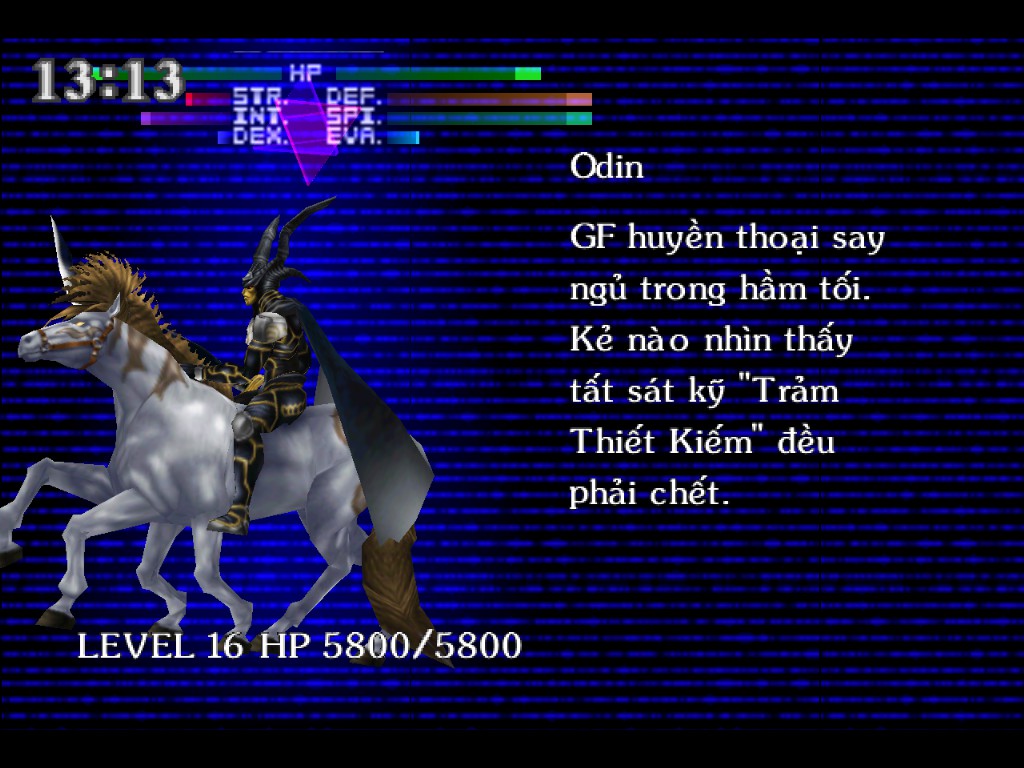 13:13
HP
STR. DEF.
INT. SPI.
DEX. EVA.
Odin
GF huyền thoại say
ngủ trong hầm tối.
Kẻ nào nhìn thấy
tất sát kỹ "Trảm
Thiết Kiếm" đều
phải chết.
LEVEL 16 HP 5800/5800